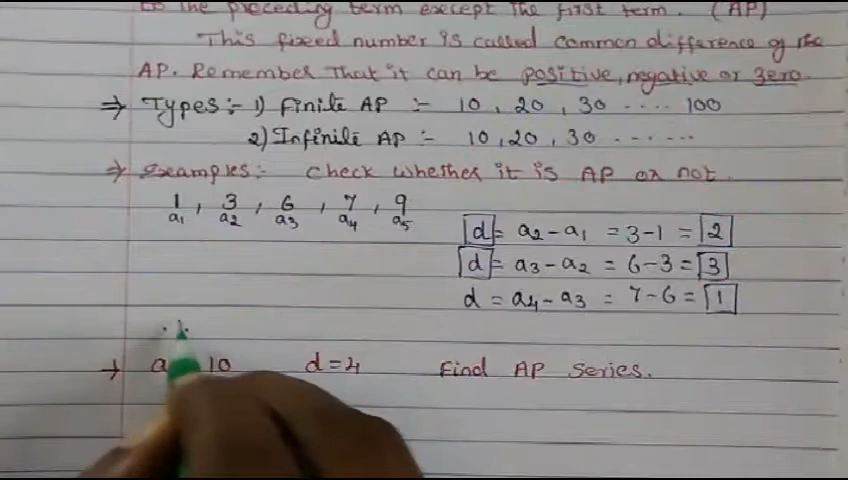 to the preceding term except the first term. (AP)
This fixed number is called common difference of the
AP. Remember that it can be positive, negative or zero.
⇒ Types:- 1) Finite AP :- 10, 20, 30 ..... 100
2) Infinite AP :- 10, 20, 30 .......
⇒ examples:- Check whether it is AP or not.
1, 3, 6, 7, 9
a1 a2 a3 a4 a5
d = a2 - a1 = 3-1 = 2
d = a3 - a2 = 6-3 = 3
d = a4 - a3 = 7-6 = 1
→ a 10 d=4 Find AP Series.